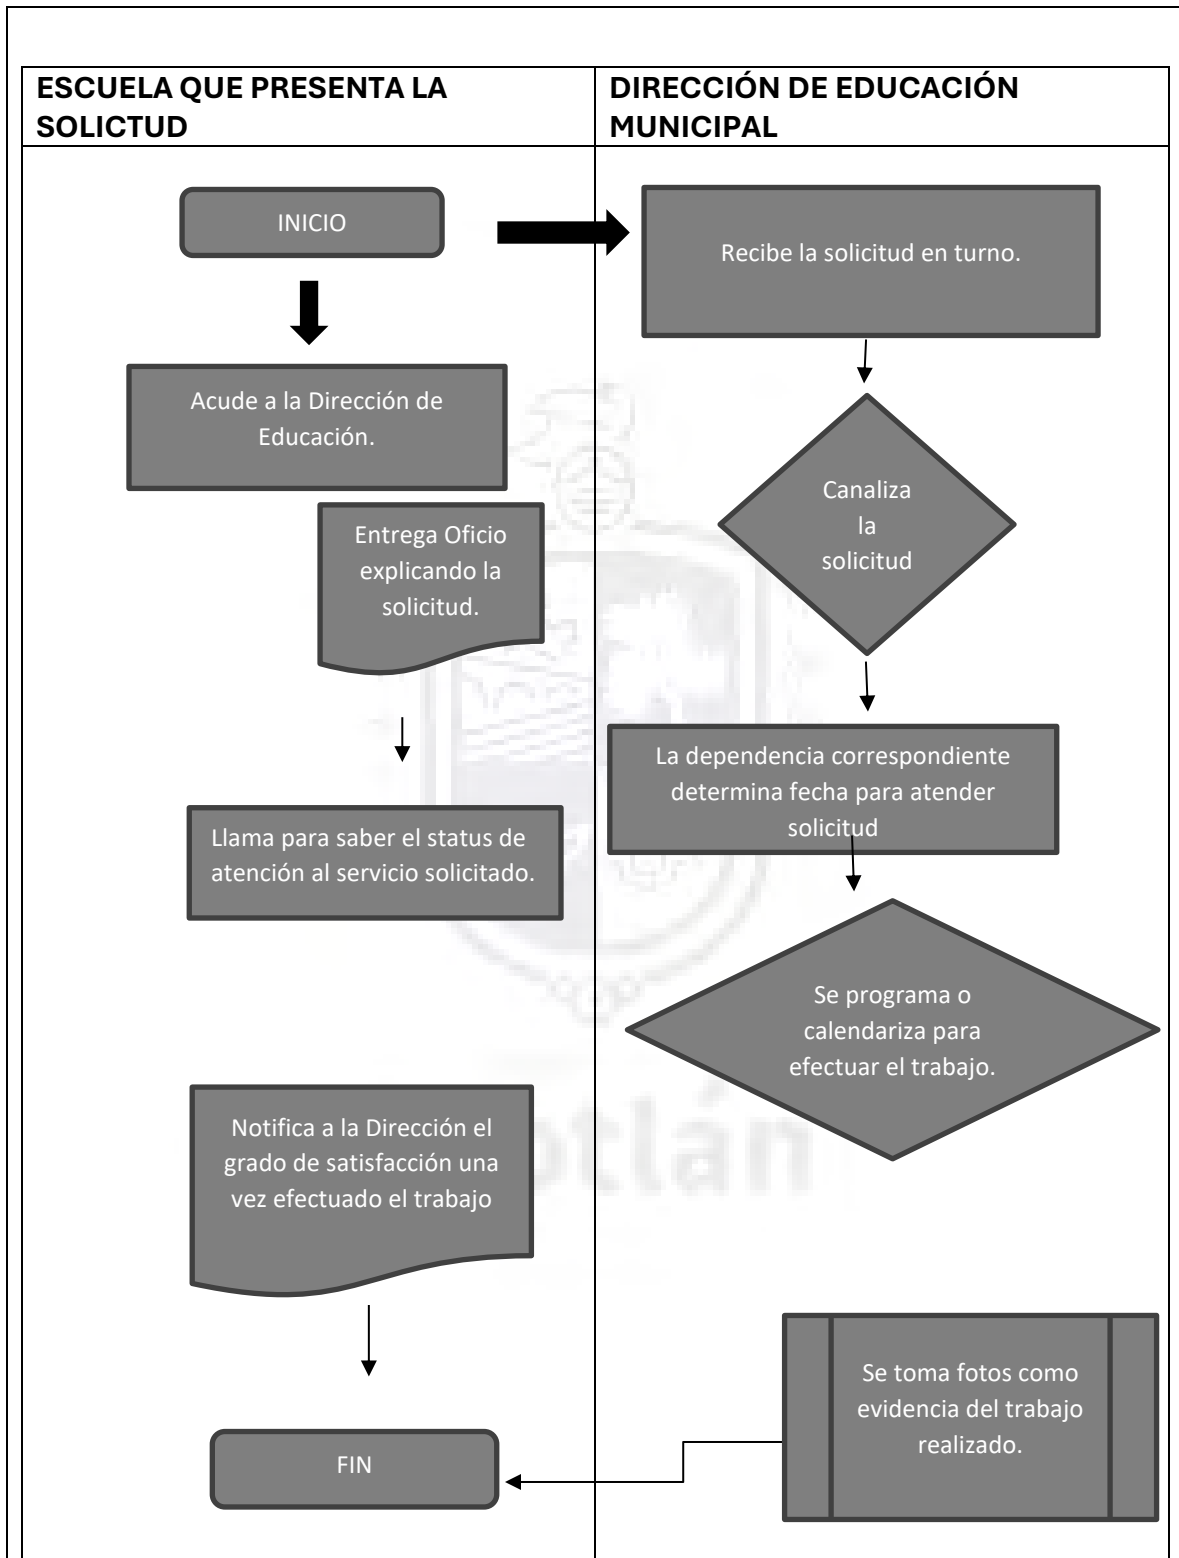 ESCUELA QUE PRESENTA LA
SOLICTUD
DIRECCIÓN DE EDUCACIÓN
MUNICIPAL
INICIO
Acude a la Dirección de
Educación.
Entrega Oficio
explicando la
solicitud.
Llama para saber el status de
atención al servicio solicitado.
Notifica a la Dirección el
grado de satisfacción una
vez efectuado el trabajo
FIN
Recibe la solicitud en turno.
Canaliza
la
solicitud
La dependencia correspondiente
determina fecha para atender
solicitud
Se programa o
calendariza para
efectuar el trabajo.
Se toma fotos como
evidencia del trabajo
realizado.